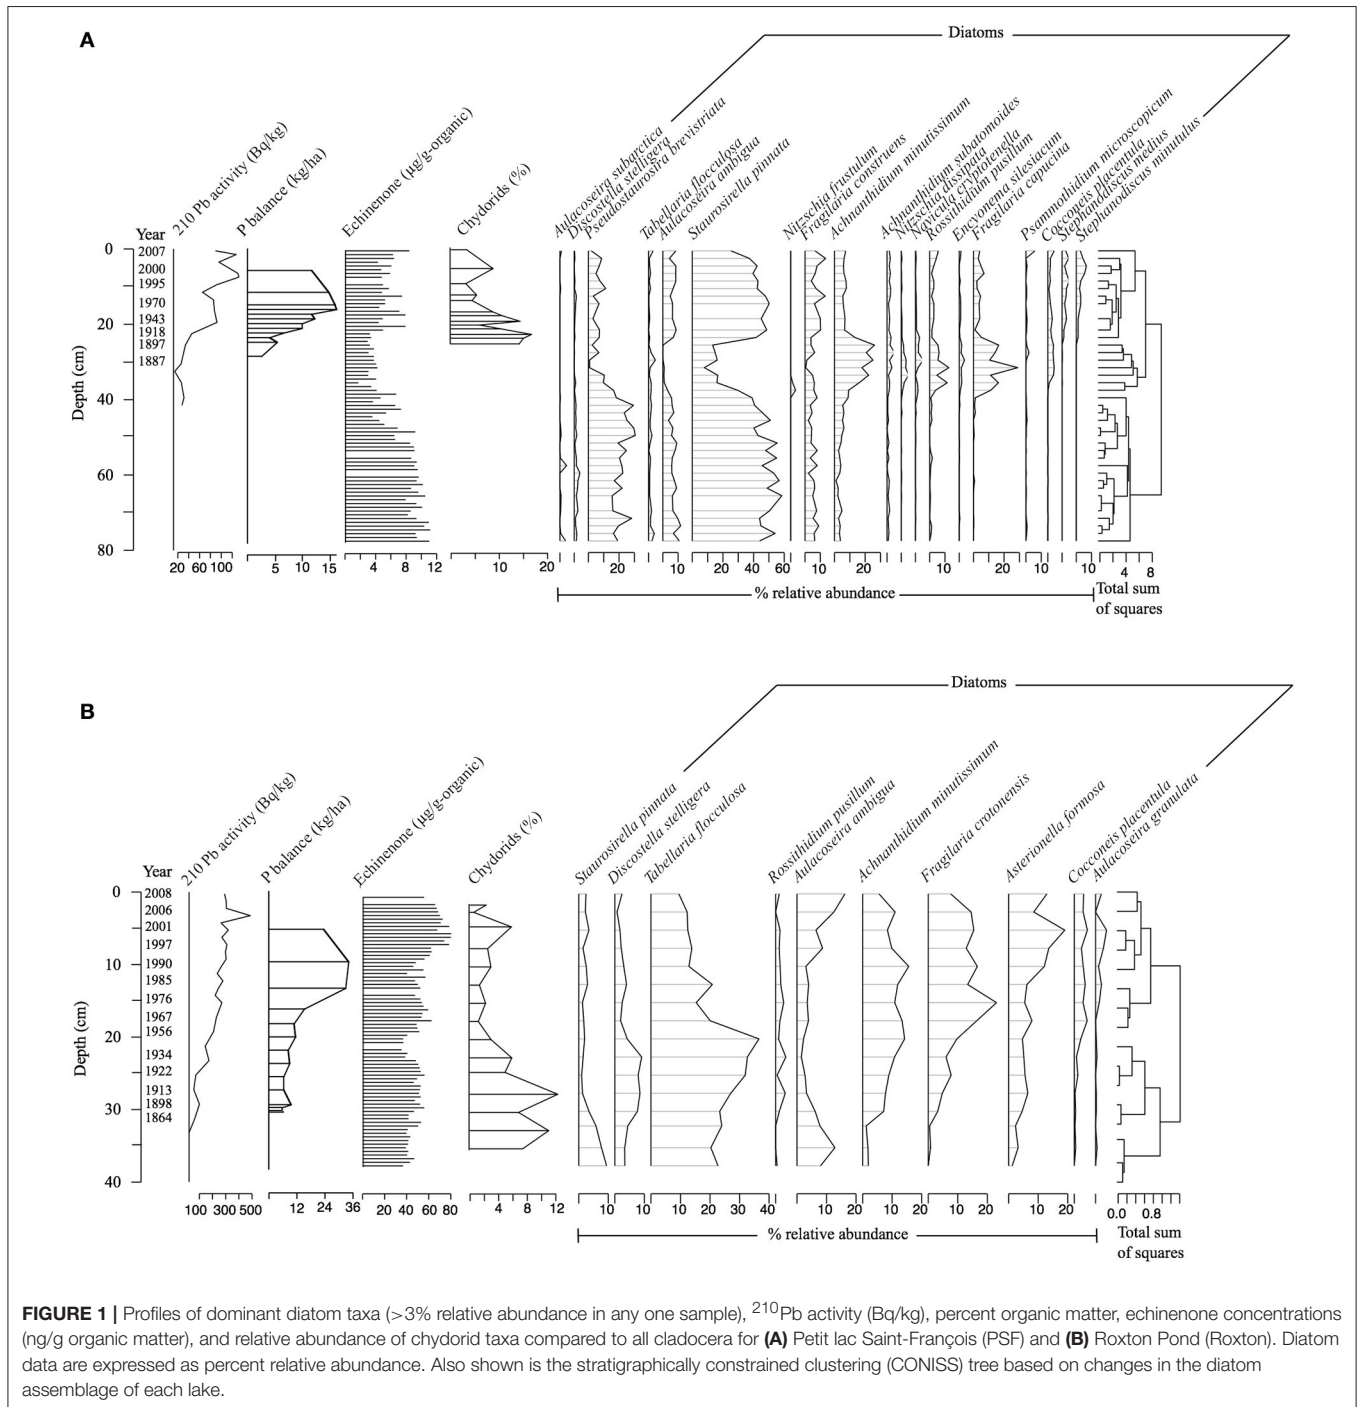 A
Diatoms
210 Pb activity (Bq/kg)
P balance (kg/ha)
Echinenone (µg/g-organic)
Chydorids (%)
Aulacoseira subarctica
Discostella stelligera
Pseudostaurosira brevistriata
Tabellaria flocculosa
Aulacoseira ambigua
Staurosirella pinnata
Nitzschia frustulum
Fragilaria construens
Achnanthidium minutissimum
Achnanthidium subatomoides
Nitzschia dissipata
Navicula cryptotenella
Rossithidium pusillum
Encyonema silesiacum
Fragilaria capucina
Psammothidium microscopicum
Cocconeis placentula
Stephandiscus medius
Stephanodiscus minutulus
Year
0 2007
2000
1995
1970
20 1943
1918
1897
1887
Depth (cm)
40
60
80
20 60 100 5 10 15 4 8 12 10 20 20 10 10 20 30 40 50 60 10 20 10 20 10 10 4 8
% relative abundance
Total sum
of squares
B
Diatoms
210 Pb activity (Bq/kg)
P balance (kg/ha)
Echinenone (µg/g-organic)
Chydorids (%)
Staurosirella pinnata
Discostella stelligera
Tabellaria flocculosa
Rossithidium pusillum
Aulacoseira ambigua
Achnanthidium minutissimum
Fragilaria crotonensis
Asterionella formosa
Cocconeis placentula
Aulacoseira granulata
Year
0 2008
2006
2001
1997
10 1990
1985
1976
1967
20 1956
1934
1922
1913
30 1898
1864
Depth (cm)
40
100 300 500 12 24 36 20 40 60 80 4 8 12 10 10 10 20 30 40 10 20 10 20 10 20 0.0 0.8
% relative abundance
Total sum
of squares
FIGURE 1 | Profiles of dominant diatom taxa (>3% relative abundance in any one sample), 210Pb activity (Bq/kg), percent organic matter, echinenone concentrations
(ng/g organic matter), and relative abundance of chydorid taxa compared to all cladocera for (A) Petit lac Saint-François (PSF) and (B) Roxton Pond (Roxton). Diatom
data are expressed as percent relative abundance. Also shown is the stratigraphically constrained clustering (CONISS) tree based on changes in the diatom
assemblage of each lake.